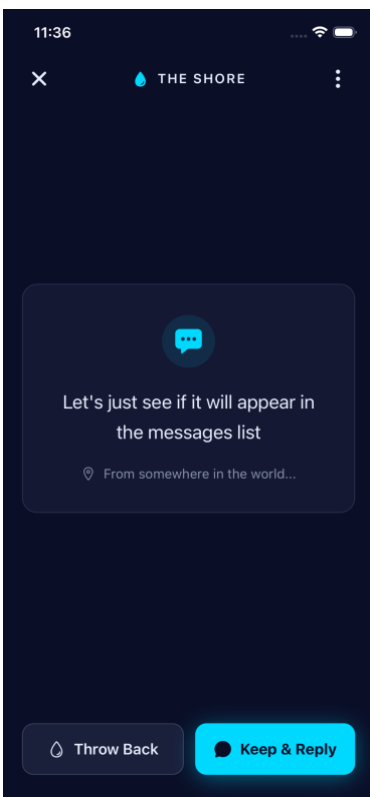 11:36
THE SHORE
Let's just see if it will appear in
the messages list
From somewhere in the world...
Throw Back
Keep & Reply